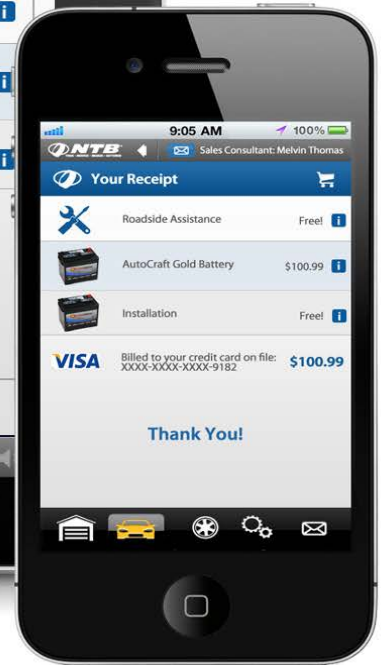 9:05 AM
100%
NTB
Sales Consultant: Melvin Thomas
Your Receipt
Roadside Assistance
Free!
i
AutoCraft Gold Battery
$100.99
i
Installation
Free!
i
VISA
Billed to your credit card on file:
XXXX-XXXX-XXXX-9182
$100.99
Thank You!
i
i
i